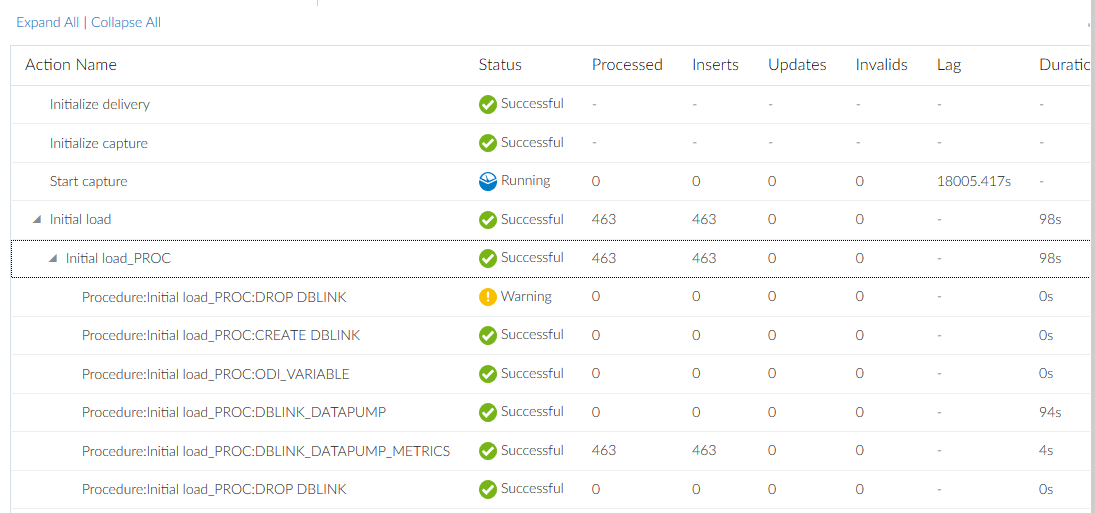 Expand All | Collapse All
Action Name Status Processed Inserts Updates Invalids Lag Duratic
Initialize delivery Successful - - - - - -
Initialize capture Successful - - - - - -
Start capture Running 0 0 0 0 18005.417s -
Initial load Successful 463 463 0 0 - 98s
Initial load_PROC Successful 463 463 0 0 - 98s
Procedure:Initial load_PROC:DROP DBLINK Warning 0 0 0 0 - 0s
Procedure:Initial load_PROC:CREATE DBLINK Successful 0 0 0 0 - 0s
Procedure:Initial load_PROC:ODI_VARIABLE Successful 0 0 0 0 - 0s
Procedure:Initial load_PROC:DBLINK_DATAPUMP Successful 0 0 0 0 - 94s
Procedure:Initial load_PROC:DBLINK_DATAPUMP_METRICS Successful 463 463 0 0 - 4s
Procedure:Initial load_PROC:DROP DBLINK Successful 0 0 0 0 - 0s